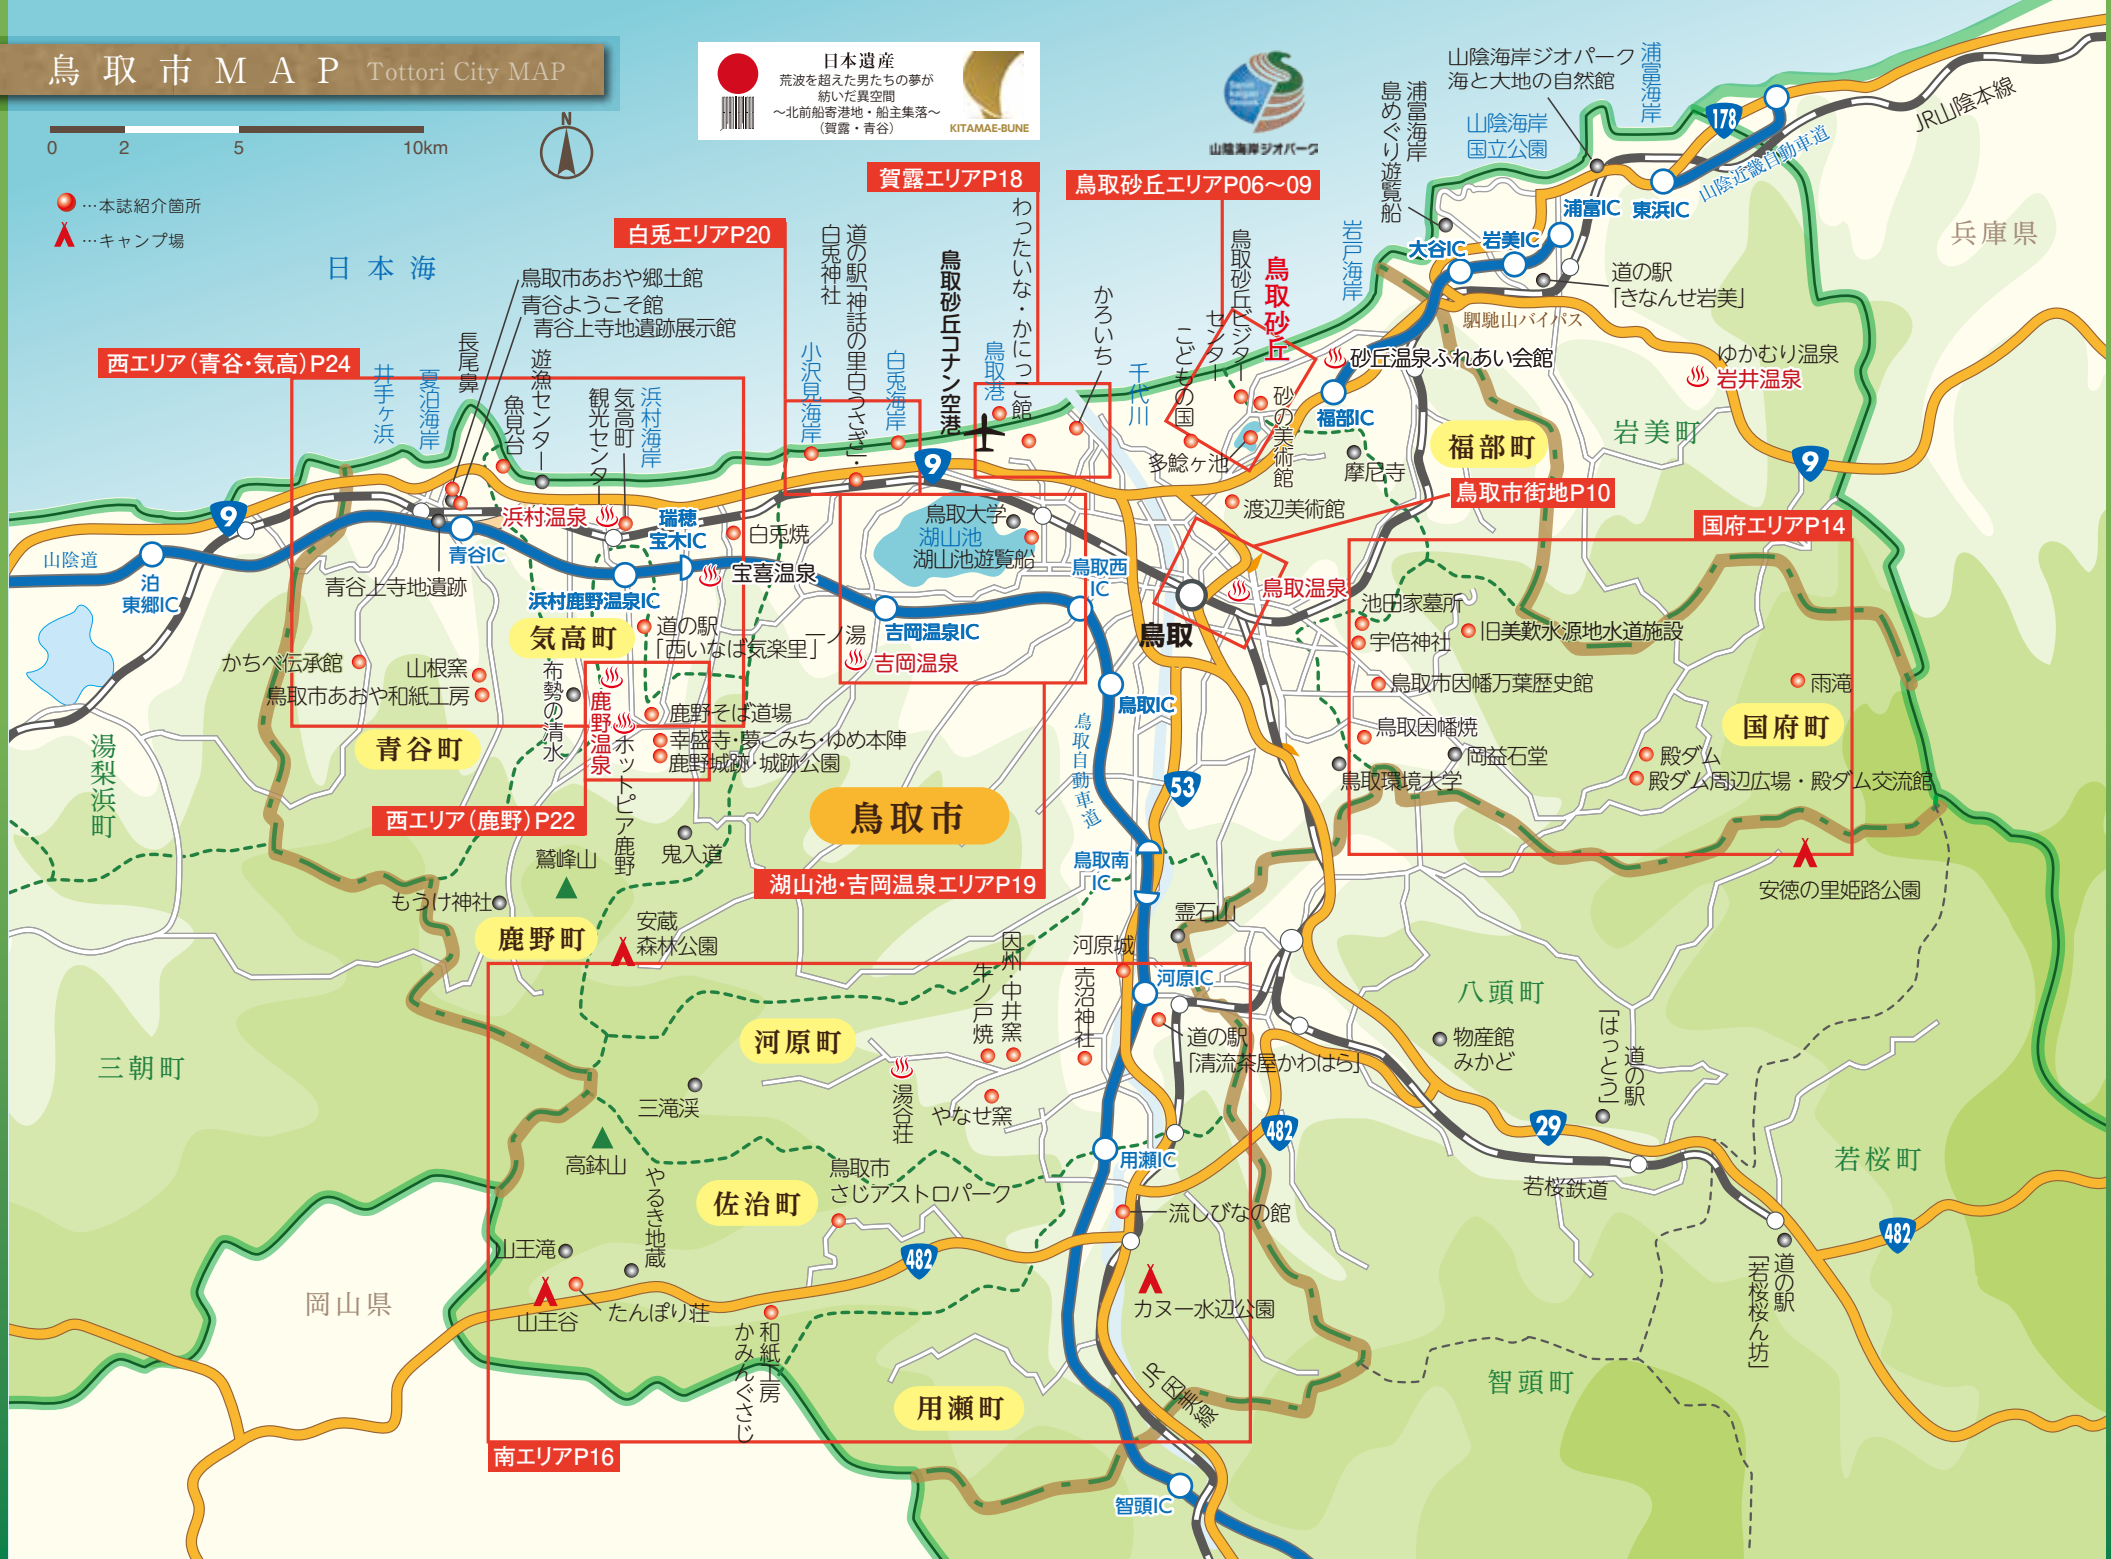 鳥取市MAP Tottori City MAP
N
0 2 5 10km
…本誌紹介箇所
…キャンプ場
日本遺産
荒波を超えた男たちの夢が
紡いだ異空間
～北前船寄港地・船主集落～
（賀露・青谷）
KITAMAE-BUNE
山陰海岸ジオパーク
山陰海岸ジオパーク
海と大地の自然館
浦富海岸
浦富海岸
島めぐり遊覧船
山陰海岸
国立公園
178
JR山陰本線
山陰近畿自動車道
兵庫県
賀露エリアP18
鳥取砂丘エリアP06～09
白兎エリアP20
西エリア（青谷・気高）P24
日本海
鳥取市あおや郷土館
青谷ようこそ館
青谷上寺地遺跡展示館
長尾鼻
井手ヶ浜
夏泊海岸
魚見台
遊漁センター
気高町
観光センター
浜村海岸
小沢見海岸
白兎神社
道の駅「神話の里白うさぎ」
白兎海岸
鳥取砂丘コナン空港
鳥取港
わったいな・かにっこ館
かろいち
千代川
こどもの国
鳥取砂丘ビジター
センター
鳥取砂丘
砂の美術館
多鯰ヶ池
岩戸海岸
砂丘温泉ふれあい会館
福部IC
大谷IC
岩美IC
浦富IC
東浜IC
道の駅
「きなんせ岩美」
駟馳山バイパス
ゆかむり温泉
岩井温泉
岩美町
福部町
摩尼寺
渡辺美術館
鳥取市街地P10
国府エリアP14
9
9
9
山陰道
泊
東郷IC
青谷IC
青谷上寺地遺跡
浜村温泉
瑞穂
宝木IC
白兎焼
宝喜温泉
浜村鹿野温泉IC
鳥取大学
湖山池
湖山池遊覧船
鳥取西
IC
吉岡温泉IC
一ノ湯
吉岡温泉
鳥取
鳥取温泉
池田家墓所
宇倍神社
旧美歎水源地水道施設
鳥取市因幡万葉歴史館
雨滝
国府町
鳥取因幡焼
岡益石堂
鳥取環境大学
殿ダム
殿ダム周辺広場・殿ダム交流館
気高町
道の駅
「西いなば気楽里」
かちべ伝承館
山根窯
鳥取市あおや和紙工房
青谷町
湯梨浜町
布勢の清水
鹿野温泉
ホットピア鹿野
鹿野そば道場
幸盛寺・夢こみち・ゆめ本陣
鹿野城跡・城跡公園
西エリア（鹿野）P22
鳥取市
鳥取IC
鳥取自動車道
53
鷲峰山
鬼入道
もうけ神社
湖山池・吉岡温泉エリアP19
鳥取南
IC
安徳の里姫路公園
鹿野町
安蔵
森林公園
霊石山
河原城
因州・中井窯
牛ノ戸焼
売沼神社
河原IC
道の駅
「清流茶屋かわはら」
八頭町
物産館
みかど
道の駅
「はっとう」
三朝町
河原町
三滝渓
湯谷荘
やなせ窯
高鉢山
用瀬IC
482
29
若桜鉄道
若桜町
482
道の駅
「若桜桜ん坊」
鳥取市
さじアストロパーク
佐治町
やるき地蔵
流しびなの館
山王滝
482
山王谷
たんぽり荘
カヌー水辺公園
岡山県
和紙工房
かみんぐさじ
JR因美線
用瀬町
智頭町
南エリアP16
智頭IC